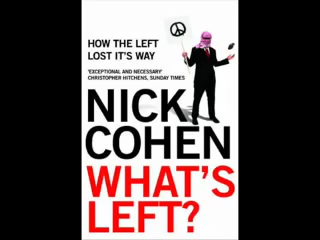 HOW THE LEFT
LOST IT'S WAY
'EXCEPTIONAL AND NECESSARY'
CHRISTOPHER HITCHENS, SUNDAY TIMES
NICK
COHEN
WHAT'S
LEFT?